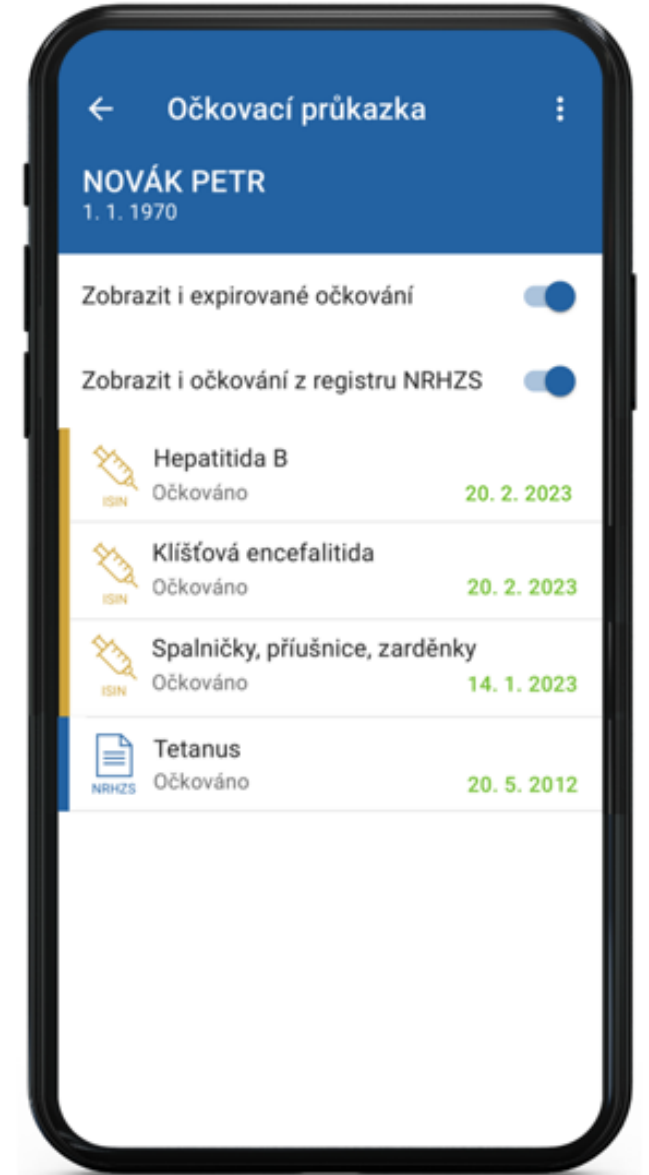 Očkovací průkazka
NOVÁK PETR
1. 1. 1970
Zobrazit i expirované očkování
Zobrazit i očkování z registru NRHZS
Hepatitida B
ISIN Očkováno 20. 2. 2023
Klíšťová encefalitida
ISIN Očkováno 20. 2. 2023
Spalničky, příušnice, zarděnky
ISIN Očkováno 14. 1. 2023
Tetanus
NRHZS Očkováno 20. 5. 2012